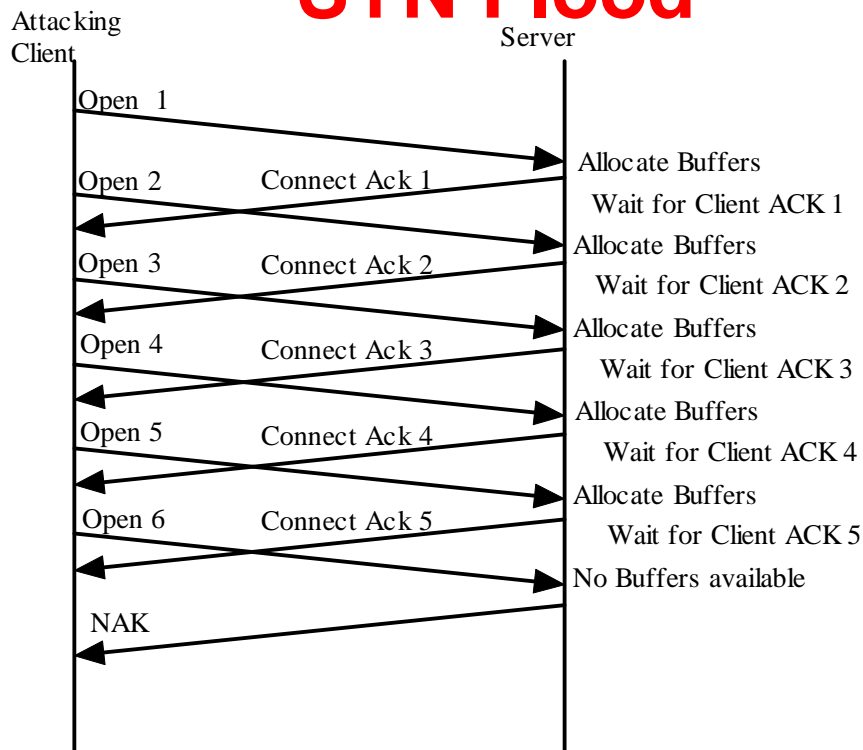 SYN Flood
Attacking
Client
Server
Open 1
Allocate Buffers
Open 2
Connect Ack 1
Wait for Client ACK 1
Allocate Buffers
Open 3
Connect Ack 2
Wait for Client ACK 2
Allocate Buffers
Open 4
Connect Ack 3
Wait for Client ACK 3
Allocate Buffers
Open 5
Connect Ack 4
Wait for Client ACK 4
Allocate Buffers
Open 6
Connect Ack 5
Wait for Client ACK 5
No Buffers available
NAK